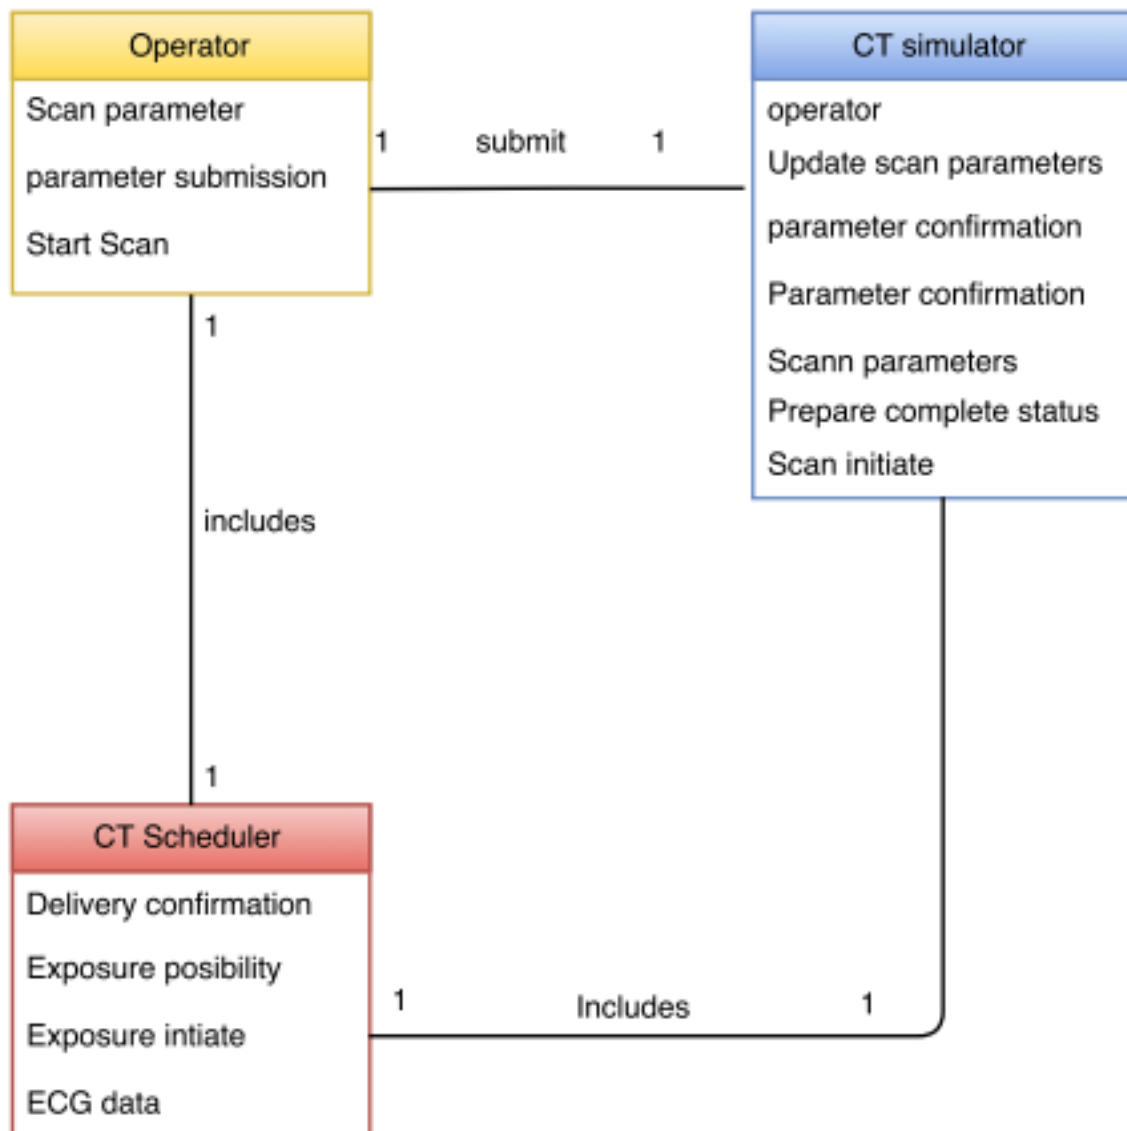 Operator
Scan parameter
parameter submission
Start Scan
1 submit 1
CT simulator
operator
Update scan parameters
parameter confirmation
Parameter confirmation
Scann parameters
Prepare complete status
Scan initiate
1
includes
1
CT Scheduler
Delivery confirmation
Exposure posibility
Exposure intiate
ECG data
1 Includes 1